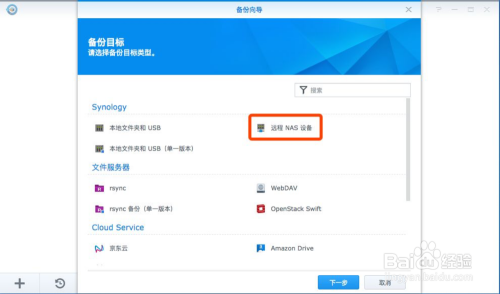 备份向导
备份目标
请选择备份目标类型。
搜索
Synology
本地文件夹和 USB
远程 NAS 设备
本地文件夹和 USB（单一版本）
文件服务器
rsync
WebDAV
rsync 备份（单一版本）
OpenStack Swift
Cloud Service
京东云
Amazon Drive
下一步
取消
Baidu 经验
jingyan.baidu.com